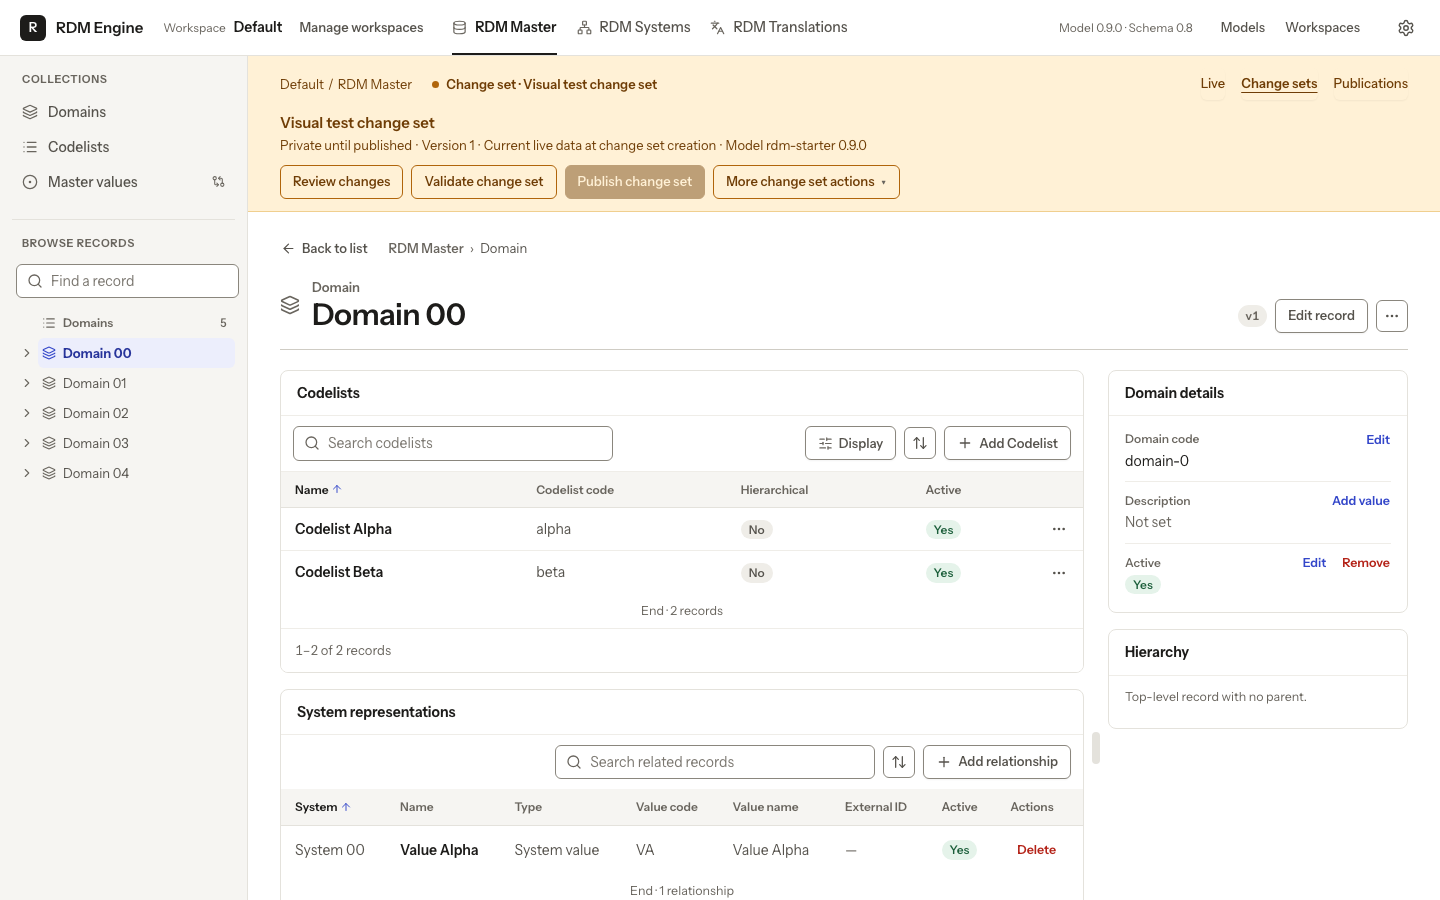 R RDM Engine Workspace Default Manage workspaces RDM Master RDM Systems RDM Translations Model 0.9.0 · Schema 0.8 Models Workspaces
COLLECTIONS
Domains
Codelists
Master values
BROWSE RECORDS
Find a record
Domains 5
Domain 00
Domain 01
Domain 02
Domain 03
Domain 04
Default / RDM Master Change set · Visual test change set Live Change sets Publications
Visual test change set
Private until published · Version 1 · Current live data at change set creation · Model rdm-starter 0.9.0
Review changes Validate change set Publish change set More change set actions
Back to list RDM Master › Domain
Domain
Domain 00 v1 Edit record
Codelists
Search codelists Display Add Codelist
Name Codelist code Hierarchical Active
Codelist Alpha alpha No Yes
Codelist Beta beta No Yes
End · 2 records
1–2 of 2 records
System representations
Search related records Add relationship
System Name Type Value code Value name External ID Active Actions
System 00 Value Alpha System value VA Value Alpha — Yes Delete
End · 1 relationship
Domain details
Domain code Edit
domain-0
Description Add value
Not set
Active Edit Remove
Yes
Hierarchy
Top-level record with no parent.